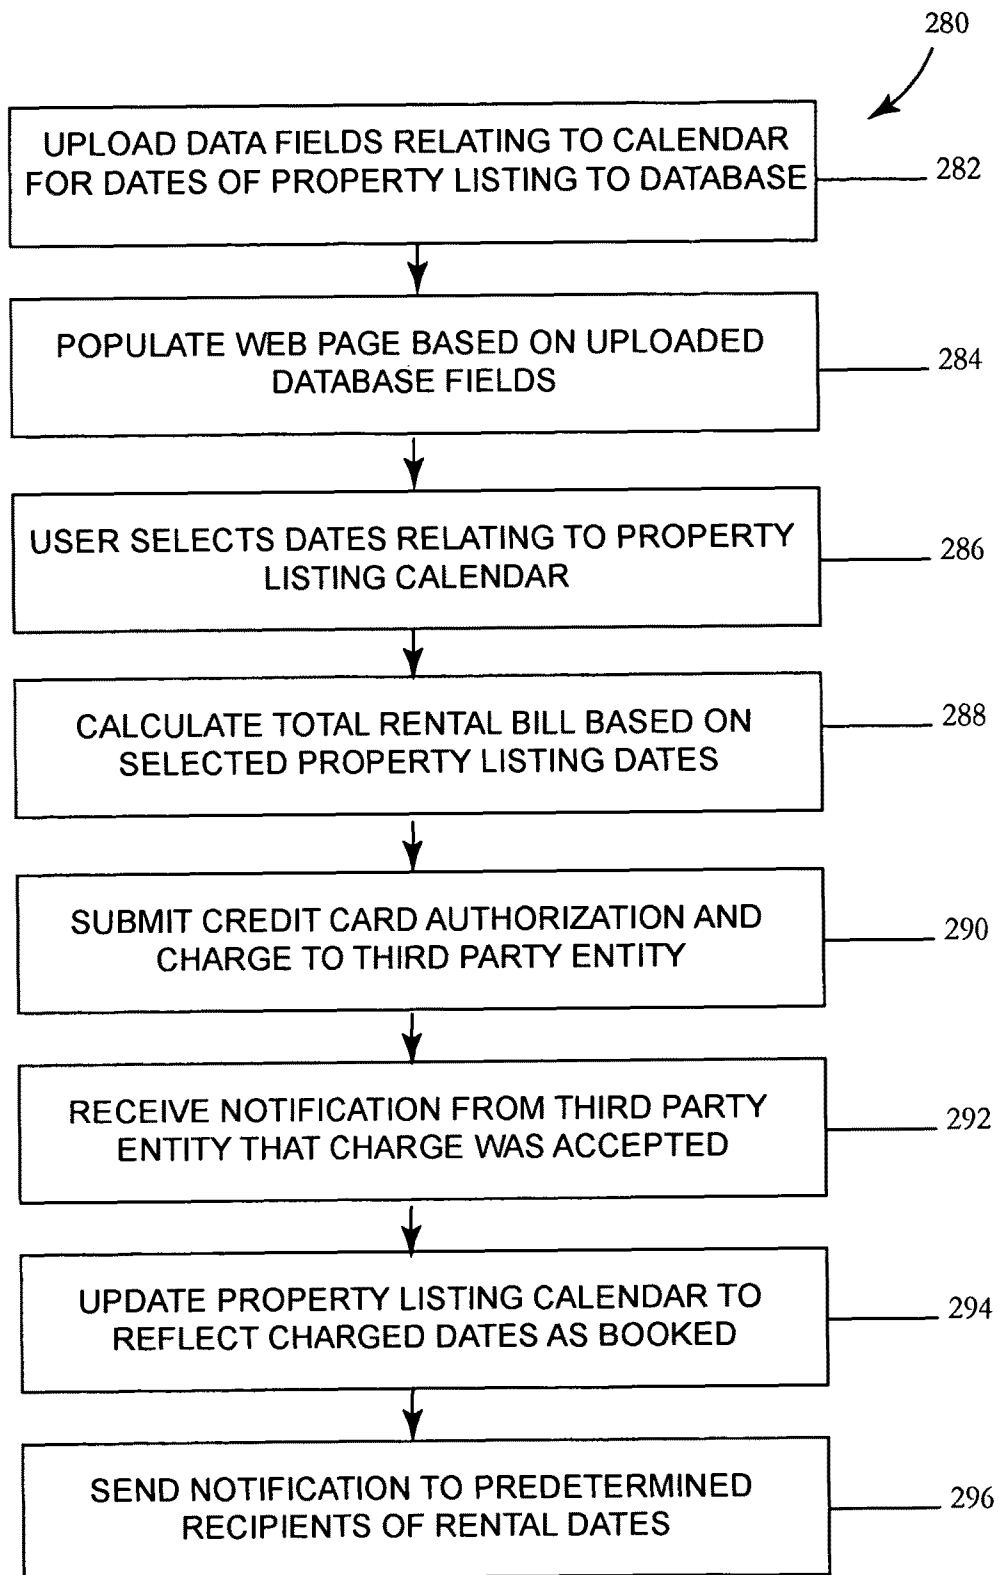 280
UPLOAD DATA FIELDS RELATING TO CALENDAR
FOR DATES OF PROPERTY LISTING TO DATABASE
282
POPULATE WEB PAGE BASED ON UPLOADED
DATABASE FIELDS
284
USER SELECTS DATES RELATING TO PROPERTY
LISTING CALENDAR
286
CALCULATE TOTAL RENTAL BILL BASED ON
SELECTED PROPERTY LISTING DATES
288
SUBMIT CREDIT CARD AUTHORIZATION AND
CHARGE TO THIRD PARTY ENTITY
290
RECEIVE NOTIFICATION FROM THIRD PARTY
ENTITY THAT CHARGE WAS ACCEPTED
292
UPDATE PROPERTY LISTING CALENDAR TO
REFLECT CHARGED DATES AS BOOKED
294
SEND NOTIFICATION TO PREDETERMINED
RECIPIENTS OF RENTAL DATES
296